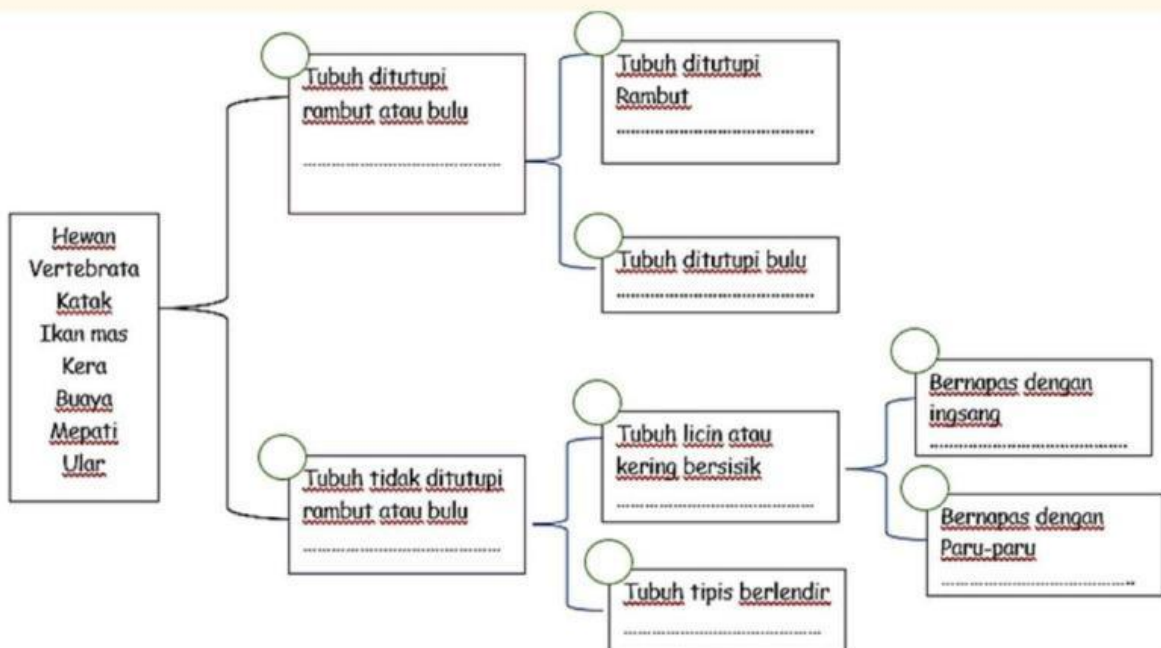 Hewan
Vertebrata
Katak
Ikan mas
Kera
Buaya
Mepati
Ular
Tubuh ditutupi
rambut atau bulu
.......................................
Tubuh ditutupi
Rambut
.......................................
Tubuh ditutupi bulu
.......................................
Tubuh tidak ditutupi
rambut atau bulu
.......................................
Tubuh licin atau
kering bersisik
.......................................
Bernapas dengan
ingsang
.......................................
Bernapas dengan
Paru-paru
.......................................
Tubuh tipis berlendir
.......................................